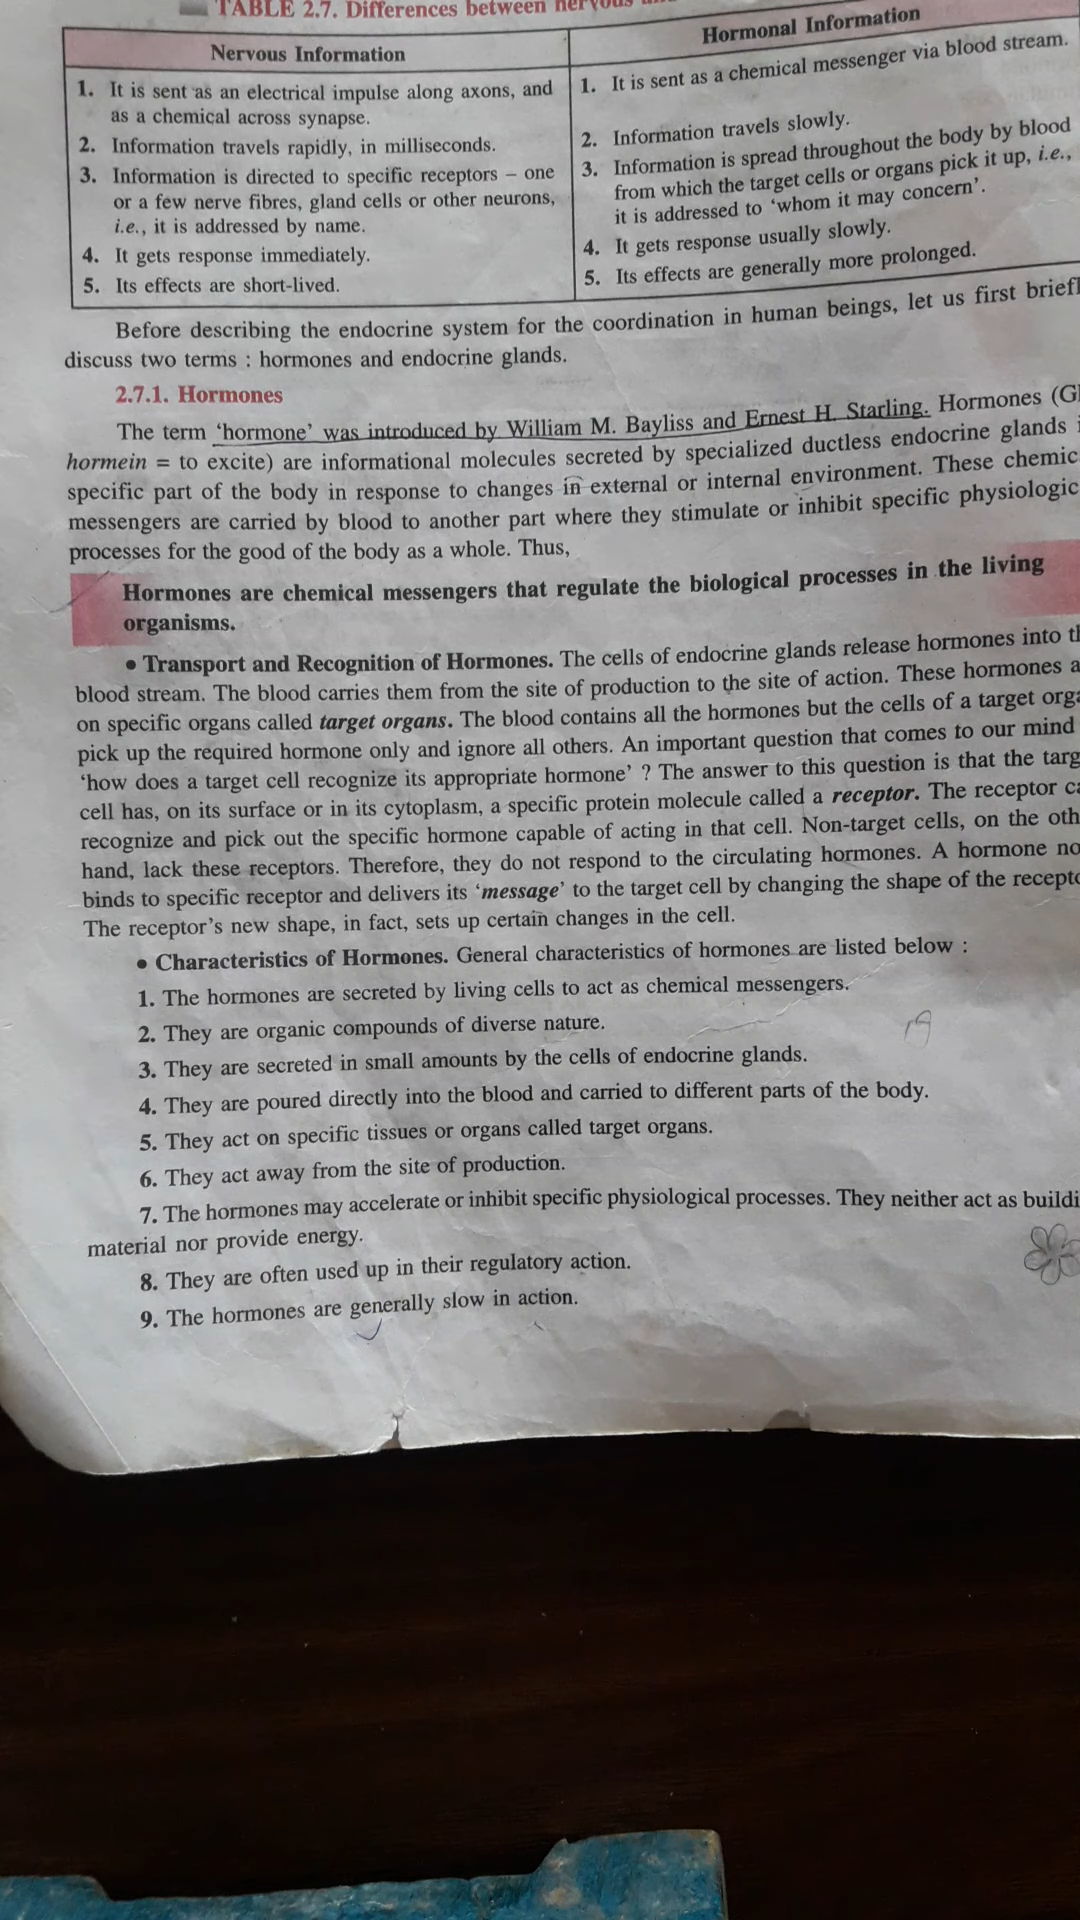 TABLE 2.7. Differences between nervous
Nervous Information
1. It is sent as an electrical impulse along axons, and
as a chemical across synapse.
2. Information travels rapidly, in milliseconds.
3. Information is directed to specific receptors – one
or a few nerve fibres, gland cells or other neurons,
i.e., it is addressed by name.
4. It gets response immediately.
5. Its effects are short-lived.
Hormonal Information
1. It is sent as a chemical messenger via blood stream.
2. Information travels slowly.
3. Information is spread throughout the body by blood
from which the target cells or organs pick it up, i.e.,
it is addressed to ‘whom it may concern’.
4. It gets response usually slowly.
5. Its effects are generally more prolonged.
Before describing the endocrine system for the coordination in human beings, let us first
discuss two terms : hormones and endocrine glands.
2.7.1. Hormones
The term ‘hormone’ was introduced by William M. Bayliss and Ernest H. Starling. Hormones
hormein = to excite) are informational molecules secreted by specialized ductless endocrine glands
specific part of the body in response to changes in external or internal environment. These
messengers are carried by blood to another part where they stimulate or inhibit specific
processes for the good of the body as a whole. Thus,
Hormones are chemical messengers that regulate the biological processes in the living
organisms.
• Transport and Recognition of Hormones. The cells of endocrine glands release hormones into
blood stream. The blood carries them from the site of production to the site of action. These hormones
on specific organs called target organs. The blood contains all the hormones but the cells of a target
pick up the required hormone only and ignore all others. An important question that comes to our mind
‘how does a target cell recognize its appropriate hormone’ ? The answer to this question is that the
cell has, on its surface or in its cytoplasm, a specific protein molecule called a receptor. The receptor
recognize and pick out the specific hormone capable of acting in that cell. Non-target cells, on the
hand, lack these receptors. Therefore, they do not respond to the circulating hormones. A hormone
binds to specific receptor and delivers its ‘message’ to the target cell by changing the shape of the
The receptor’s new shape, in fact, sets up certain changes in the cell.
• Characteristics of Hormones. General characteristics of hormones are listed below :
1. The hormones are secreted by living cells to act as chemical messengers.
2. They are organic compounds of diverse nature.
3. They are secreted in small amounts by the cells of endocrine glands.
4. They are poured directly into the blood and carried to different parts of the body.
5. They act on specific tissues or organs called target organs.
6. They act away from the site of production.
7. The hormones may accelerate or inhibit specific physiological processes. They neither act as
material nor provide energy.
8. They are often used up in their regulatory action.
9. The hormones are generally slow in action.